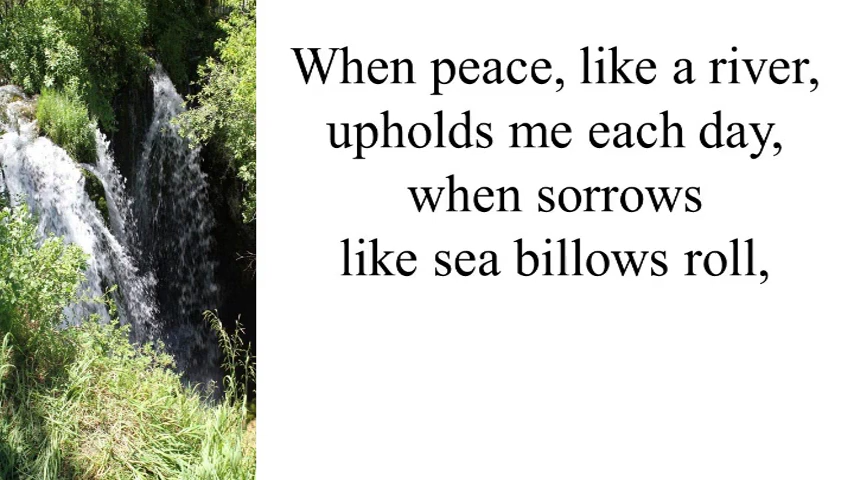 When peace, like a river,
upholds me each day,
when sorrows
like sea billows roll,